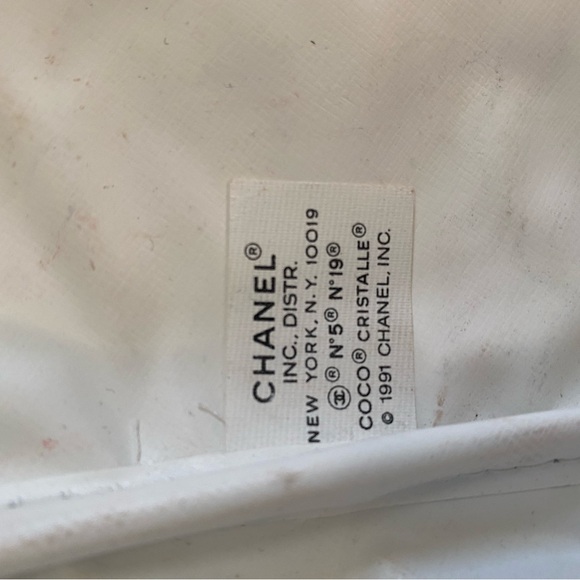 CHANEL®
INC., DISTR.
NEW YORK, N.Y. 10019
® N°5® N°19®
COCO® CRISTALLE®
© 1991 CHANEL, INC.